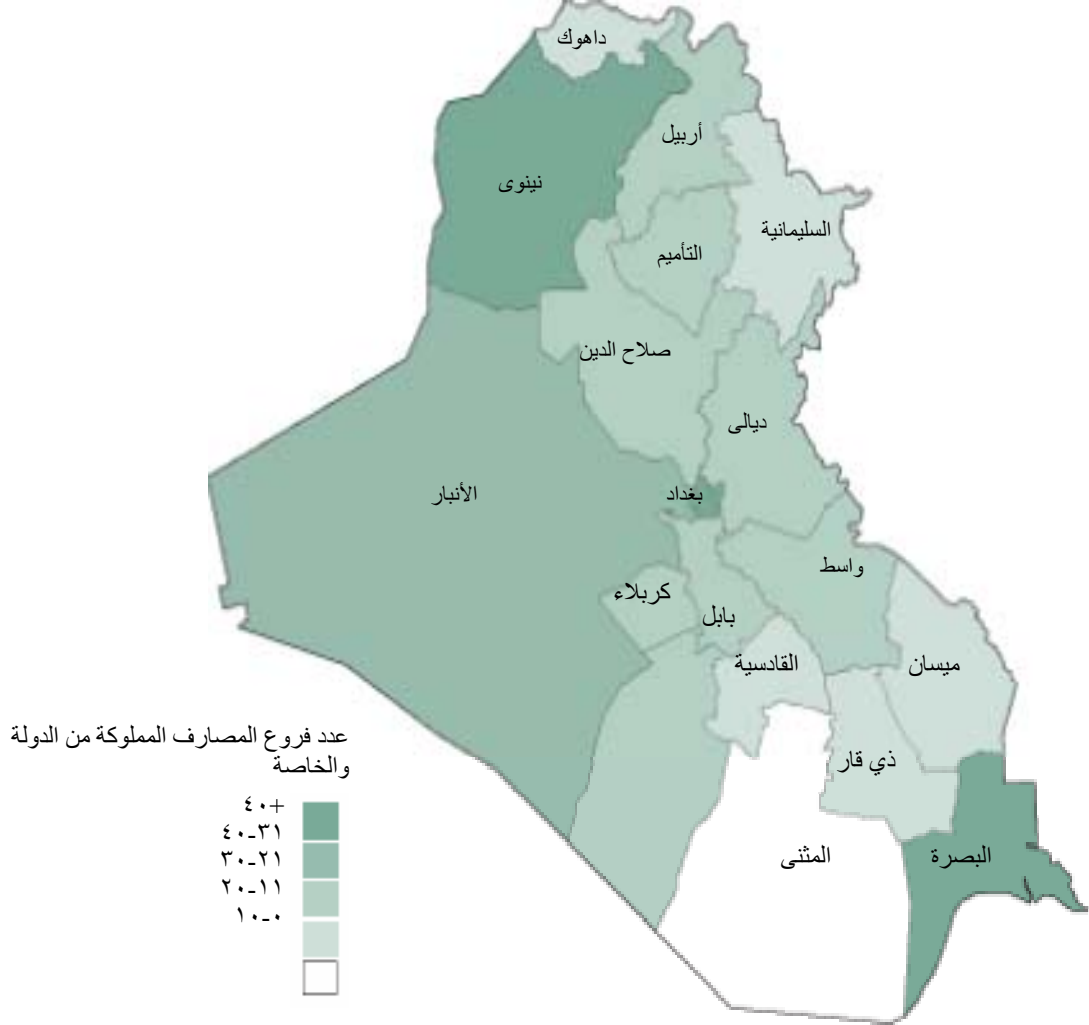 داهوك
أربيل
نينوى
السليمانية
التأميم
صلاح الدين
ديالى
بغداد
الأنبار
واسط
كربلاء
بابل
القادسية
ميسان
ذي قار
المثنى
البصرة
عدد فروع المصارف المملوكة من الدولة
والخاصة
+٤٠
٣١-٤٠
٢١-٣٠
١١-٢٠
٠-١٠